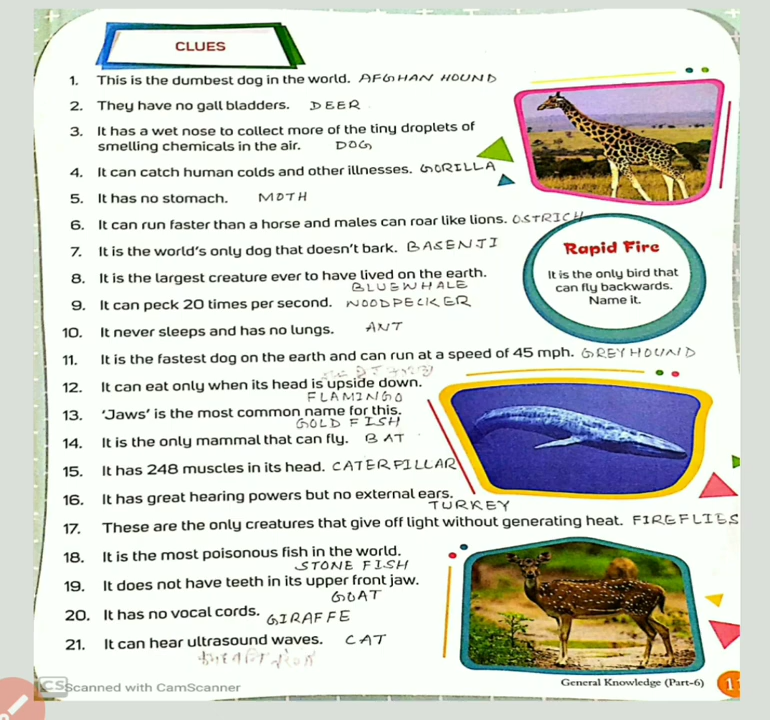 CLUES
1. This is the dumbest dog in the world. AFGHAN HOUND
2. They have no gall bladders. DEER
3. It has a wet nose to collect more of the tiny droplets of
smelling chemicals in the air. DOG
4. It can catch human colds and other illnesses. GORILLA
5. It has no stomach. MOTH
6. It can run faster than a horse and males can roar like lions. OSTRICH
7. It is the world's only dog that doesn't bark. BASENJI
Rapid Fire
It is the only bird that
can fly backwards.
Name it.
8. It is the largest creature ever to have lived on the earth.
BLUEWHALE
9. It can peck 20 times per second. WOODPECKER
10. It never sleeps and has no lungs. ANT
11. It is the fastest dog on the earth and can run at a speed of 45 mph. GREYHOUND
12. It can eat only when its head is upside down.
FLAMINGO
13. 'Jaws' is the most common name for this.
GOLD FISH
14. It is the only mammal that can fly. BAT
15. It has 248 muscles in its head. CATERPILLAR
16. It has great hearing powers but no external ears.
TURKEY
17. These are the only creatures that give off light without generating heat. FIREFLIES
18. It is the most poisonous fish in the world.
STONE FISH
19. It does not have teeth in its upper front jaw.
GOAT
20. It has no vocal cords. GIRAFFE
21. It can hear ultrasound waves. CAT
CS Scanned with CamScanner
General Knowledge (Part-6)